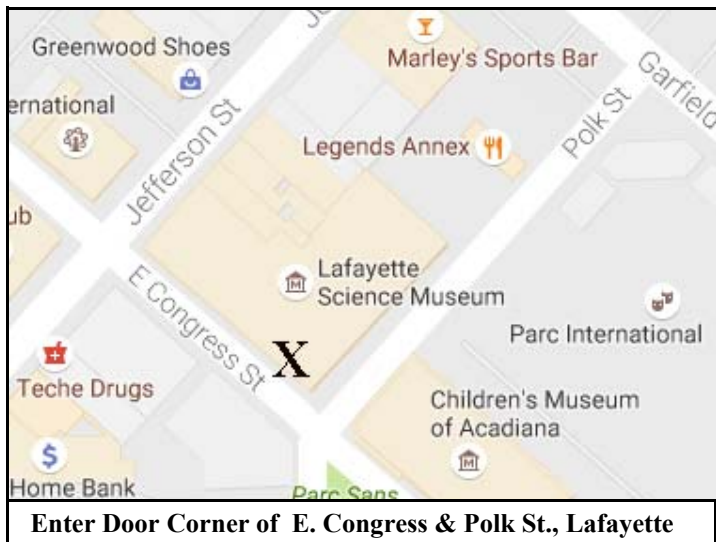 Greenwood Shoes
Marley's Sports Bar
Garfield
ernational
Jefferson St
Legends Annex
Polk St
ub
Lafayette
Science Museum
E Congress St
Parc International
Teche Drugs
Children's Museum
of Acadiana
Home Bank
Parc Sans
X
Enter Door Corner of E. Congress & Polk St., Lafayette